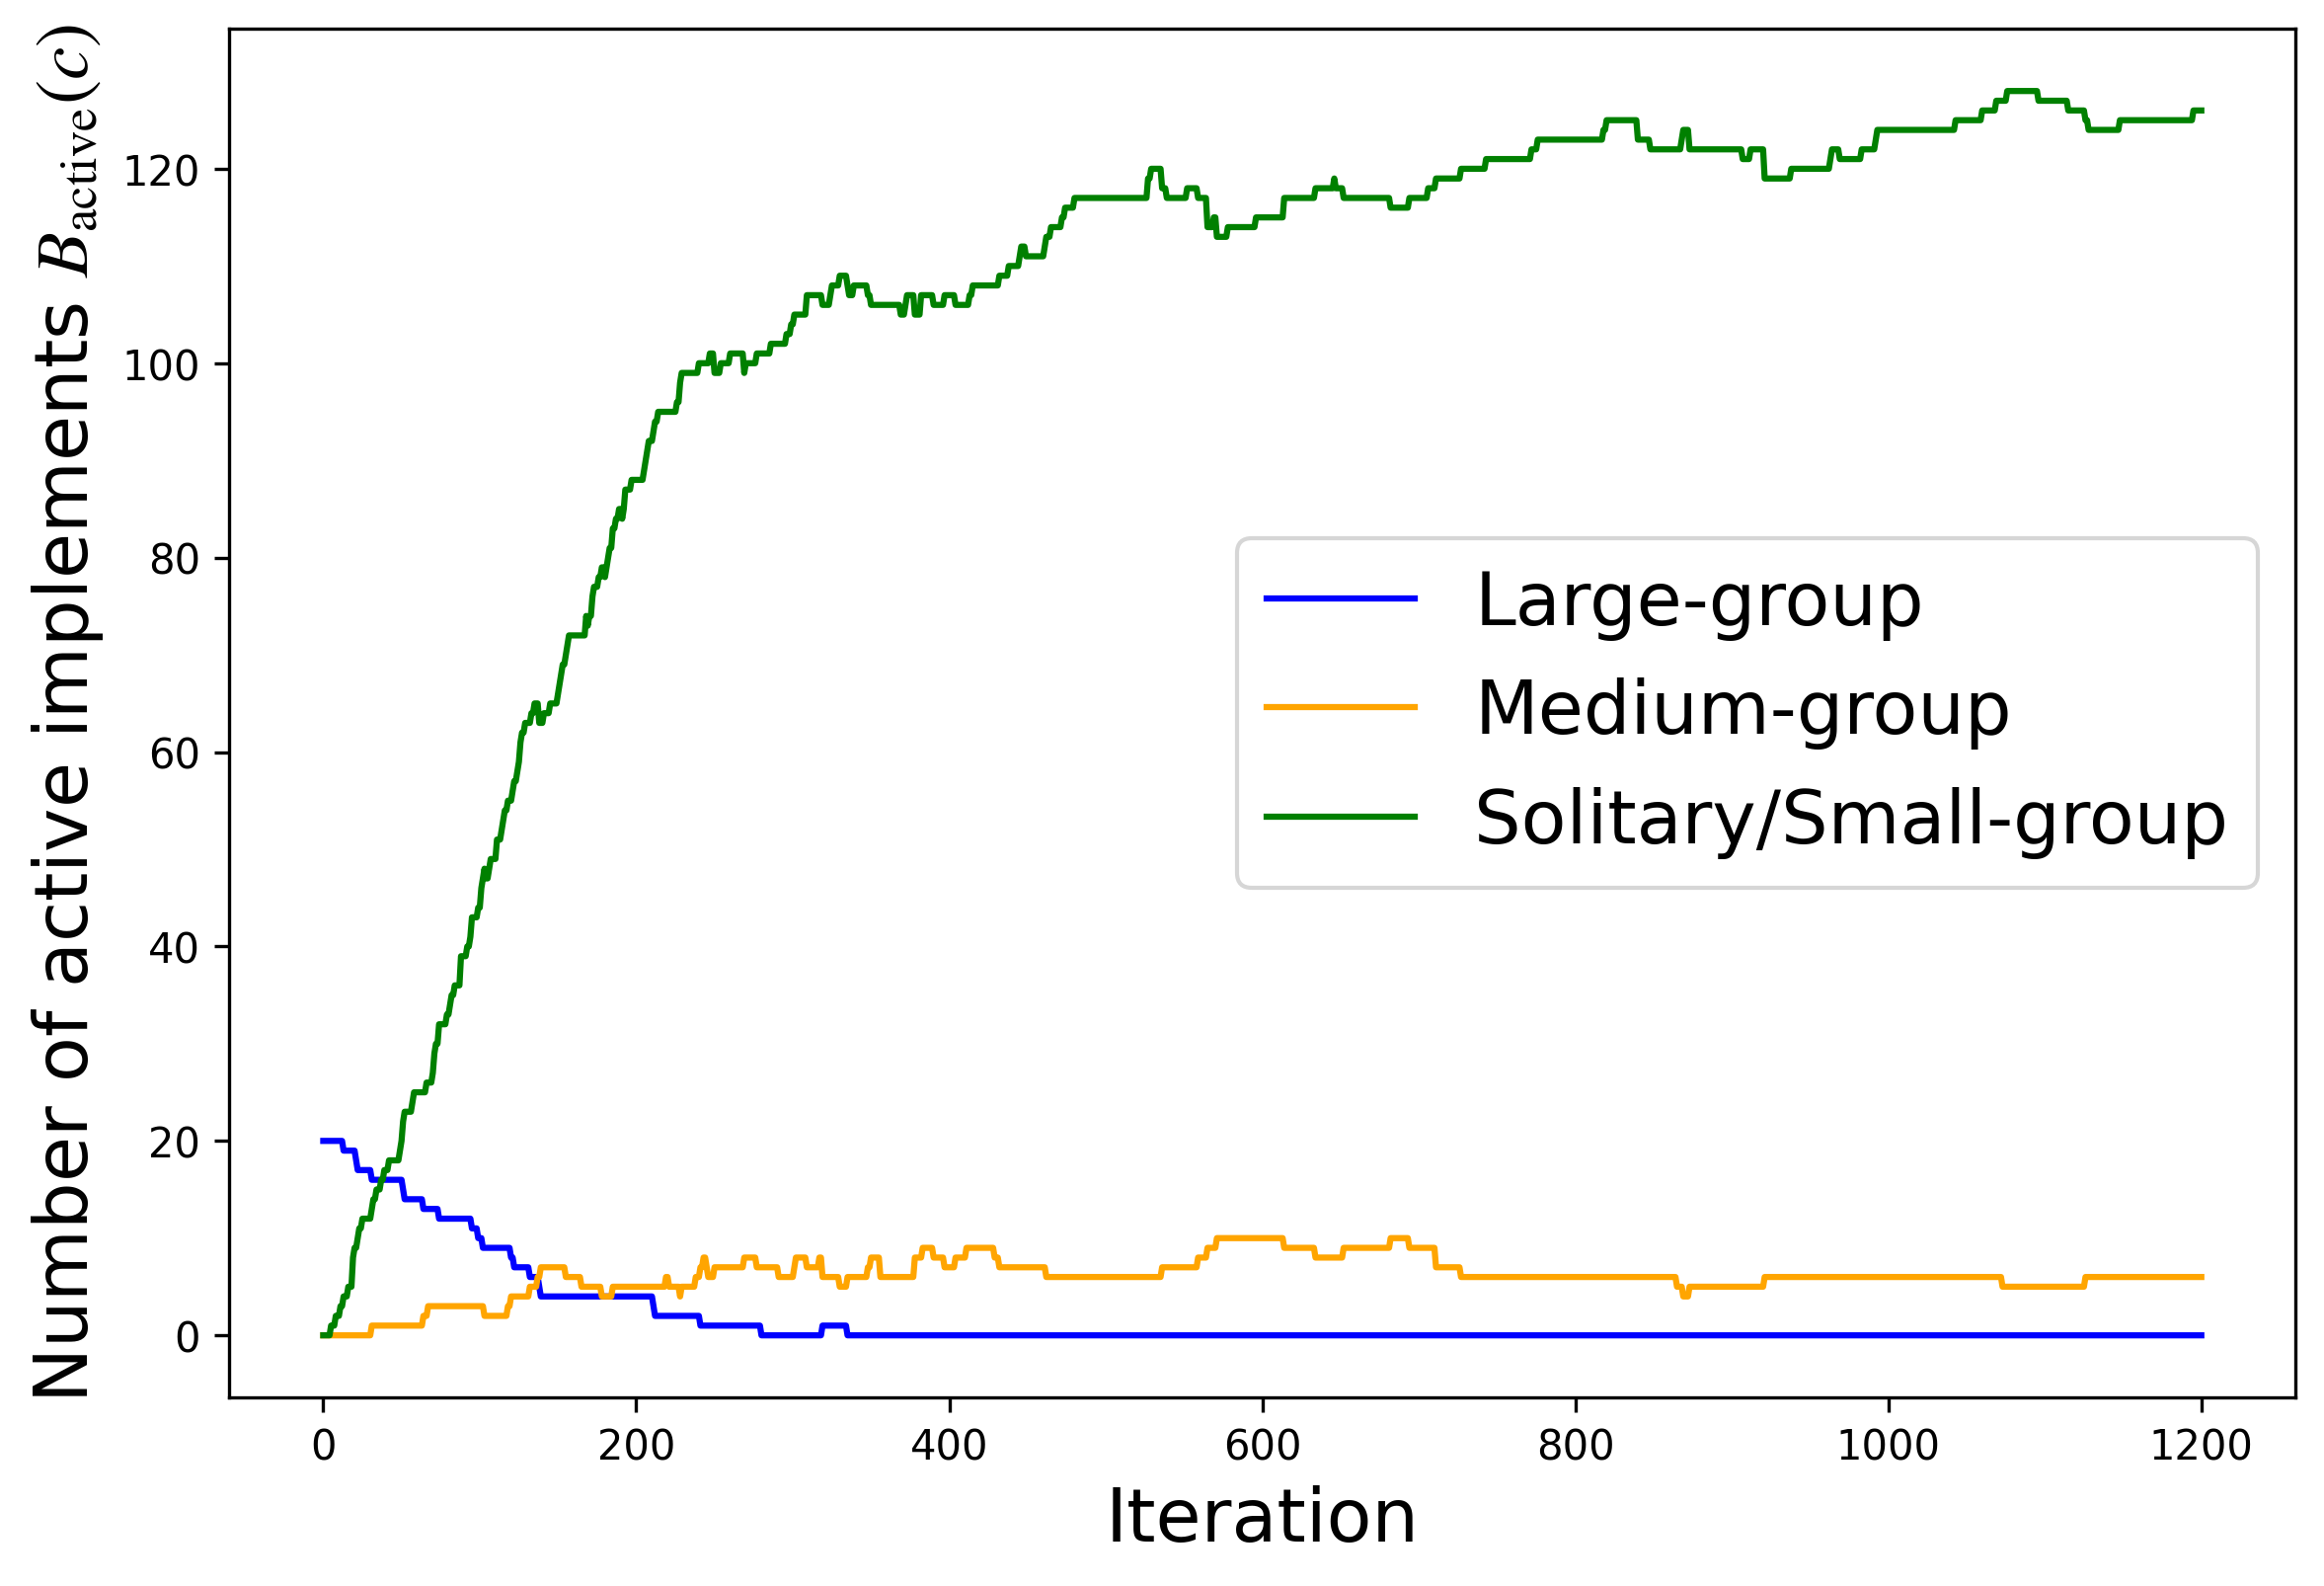 Number of active implements B_active(c)
120
100
80
60
40
20
0
Large-group
Medium-group
Solitary/Small-group
0 200 400 600 800 1000 1200
Iteration